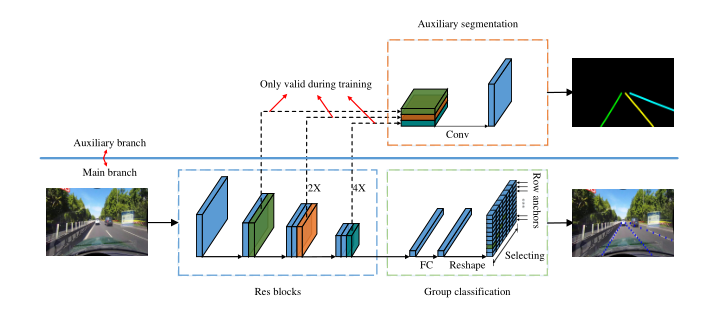 Auxiliary segmentation
Only valid during training
Conv
Auxiliary branch
Main branch
2X
4X
Row anchors
Selecting
FC
Reshape
Res blocks
Group classification